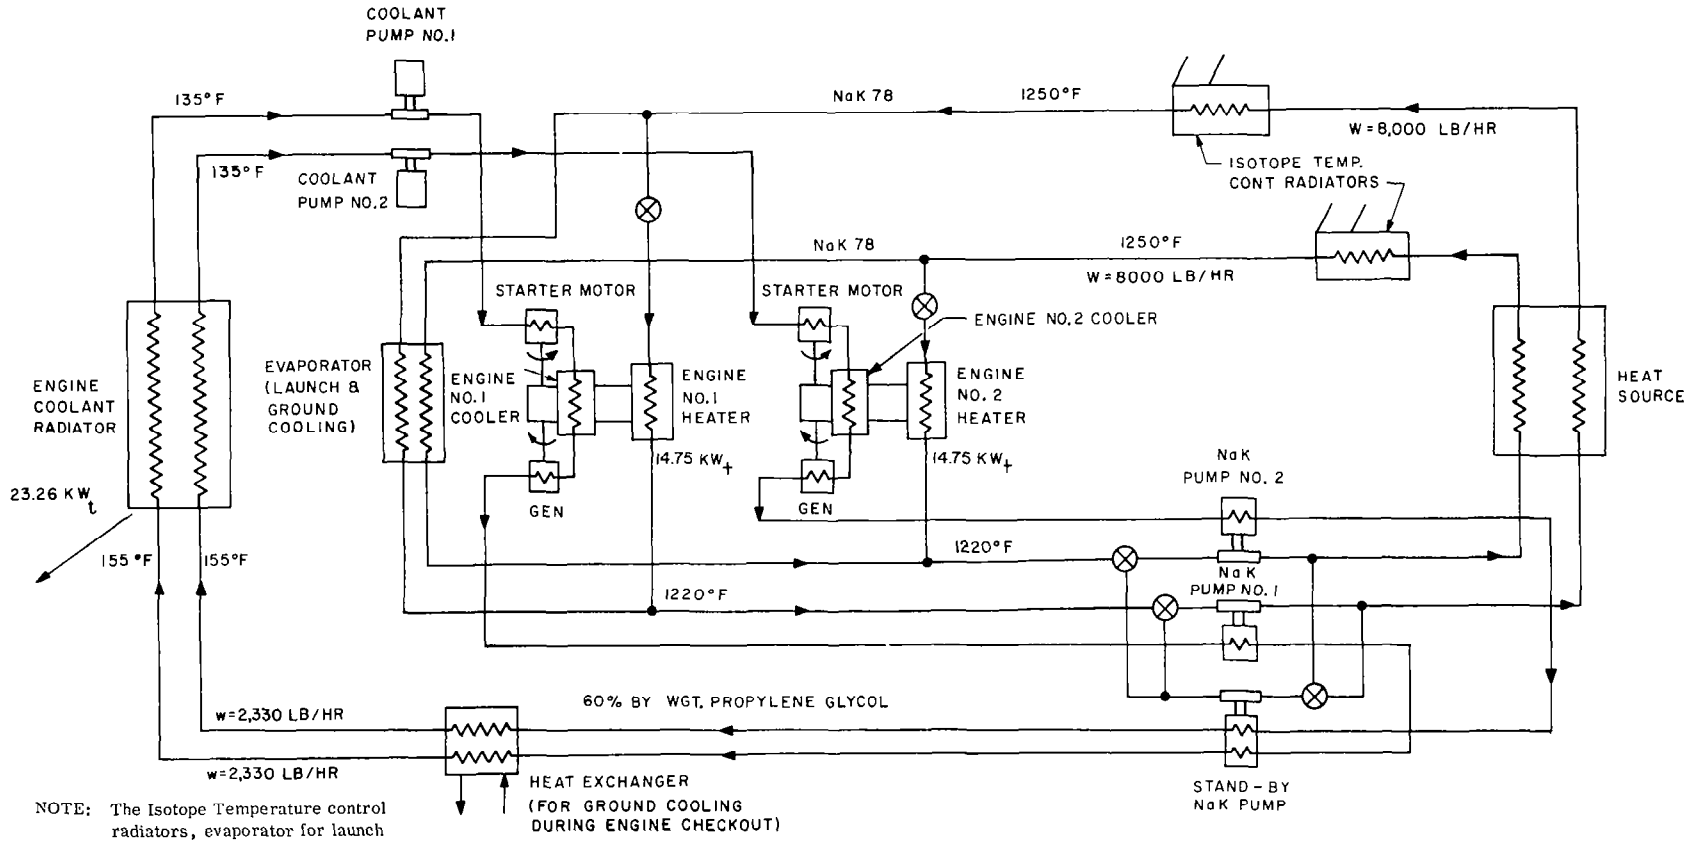 COOLANT
PUMP NO.1
135°F
NaK 78
1250°F
W=8,000 LB/HR
135°F
COOLANT
PUMP NO.2
ISOTOPE TEMP.
CONT RADIATORS
NaK 78
1250°F
W=8000 LB/HR
STARTER MOTOR
STARTER MOTOR
ENGINE NO.2 COOLER
ENGINE
COOLANT
RADIATOR
EVAPORATOR
(LAUNCH &
GROUND
COOLING)
ENGINE
NO.1
COOLER
ENGINE
NO.1
HEATER
ENGINE
NO. 2
HEATER
HEAT
SOURCE
14.75 KWt
14.75 KWt
NaK
PUMP NO. 2
23.26 KWt
GEN
GEN
155°F
155°F
1220°F
NaK
PUMP NO.1
1220°F
60% BY WGT. PROPYLENE GLYCOL
w=2,330 LB/HR
w=2,330 LB/HR
HEAT EXCHANGER
(FOR GROUND COOLING
DURING ENGINE CHECKOUT)
STAND-BY
NaK PUMP
NOTE: The Isotope Temperature control
radiators, evaporator for launch